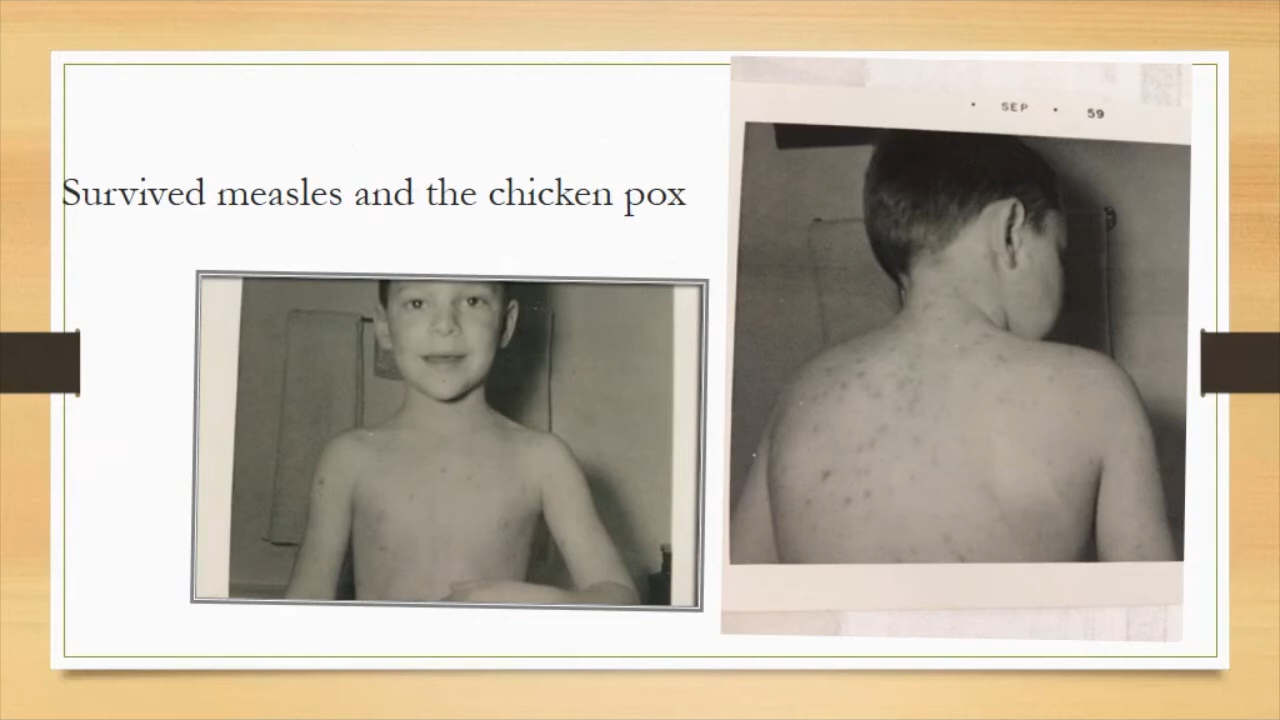 Survived measles and the chicken pox
• SEP • 59